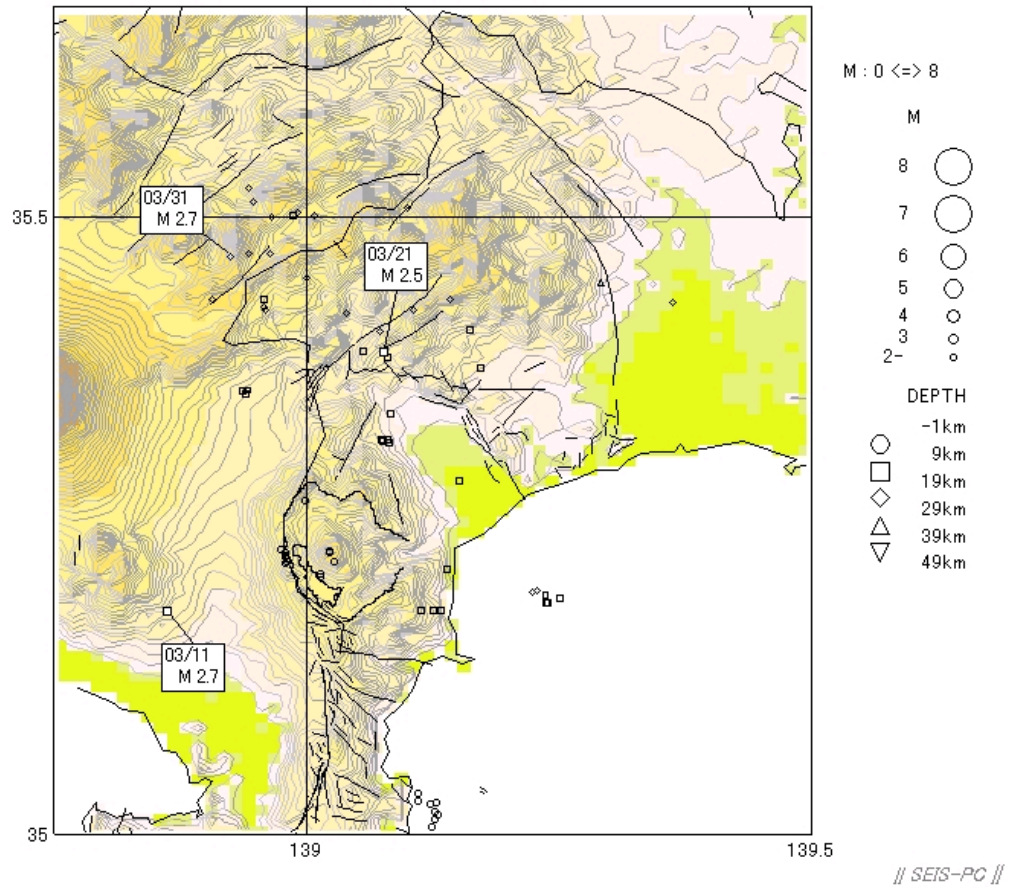 M : 0 <=> 8
M
8
7
6
5
4
3
2-
DEPTH
-1km
9km
19km
29km
39km
49km
03/31
M 2.7
03/21
M 2.5
03/11
M 2.7
35.5
35
139
139.5
// SEIS-PC //